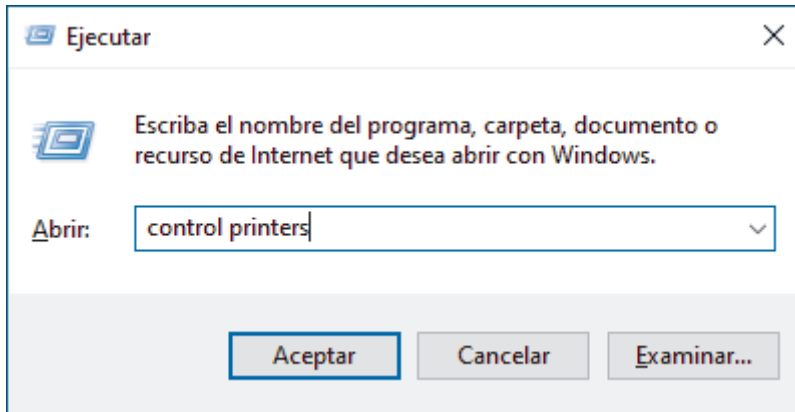 Ejecutar
Escriba el nombre del programa, carpeta, documento o
recurso de Internet que desea abrir con Windows.
Abrir: control printers
Aceptar Cancelar Examinar...